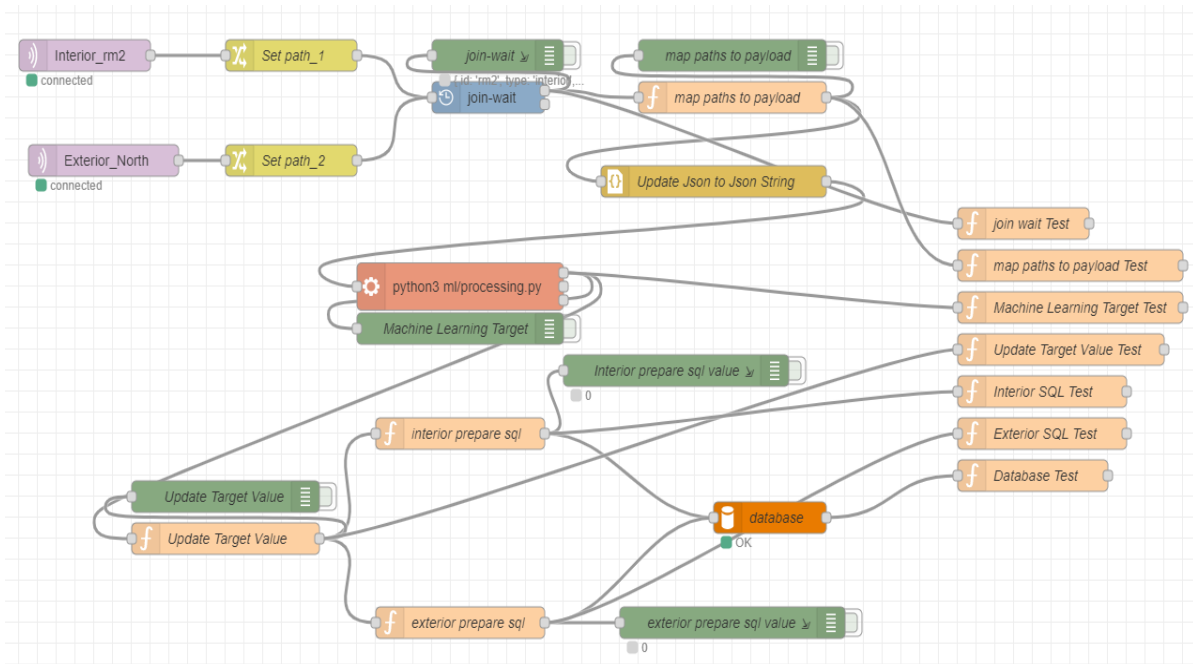 Interior_rm2
Set path_1
join-wait
map paths to payload
connected
{ id: 'rm2', type: 'interior',...
join-wait
map paths to payload
Exterior_North
Set path_2
connected
Update Json to Json String
join wait Test
map paths to payload Test
python3 ml/processing.py
Machine Learning Target Test
Machine Learning Target
Update Target Value Test
Interior prepare sql value
0
Interior SQL Test
interior prepare sql
Exterior SQL Test
Database Test
Update Target Value
database
Update Target Value
OK
exterior prepare sql
exterior prepare sql value
0